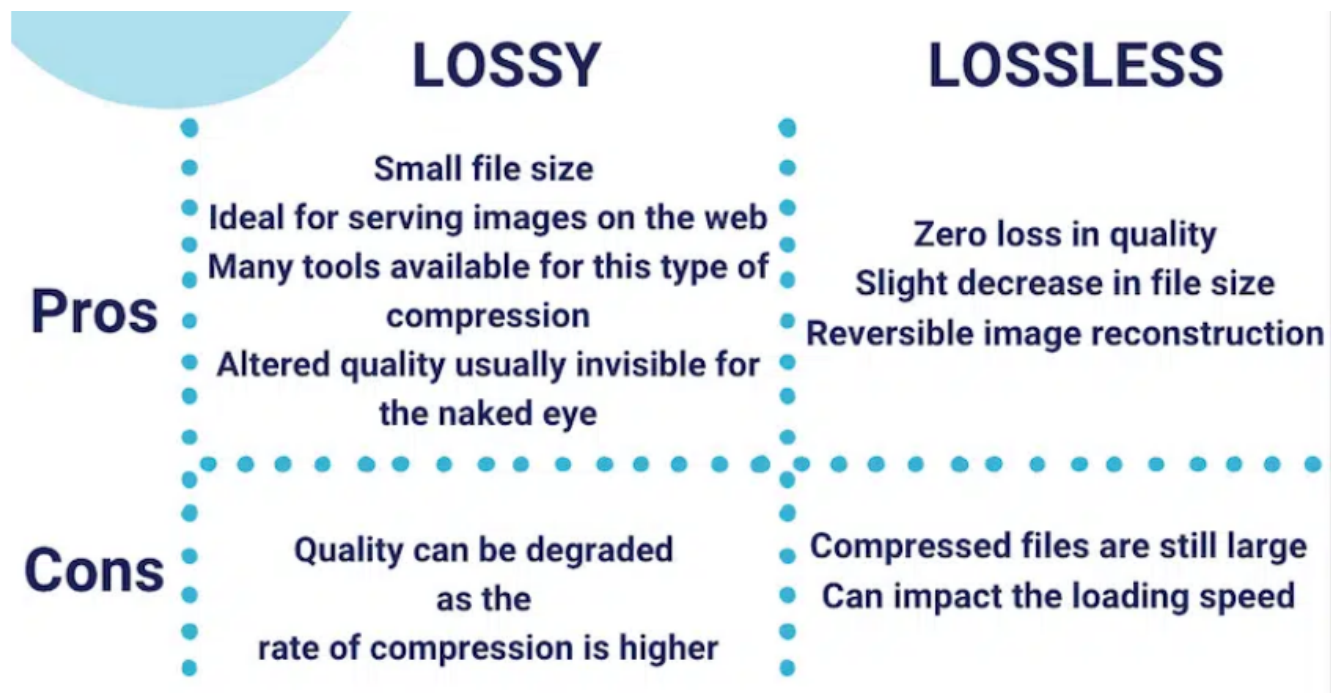 LOSSY
LOSSLESS
Pros
Small file size
Ideal for serving images on the web
Many tools available for this type of
compression
Altered quality usually invisible for
the naked eye
Zero loss in quality
Slight decrease in file size
Reversible image reconstruction
Cons
Quality can be degraded
as the
rate of compression is higher
Compressed files are still large
Can impact the loading speed